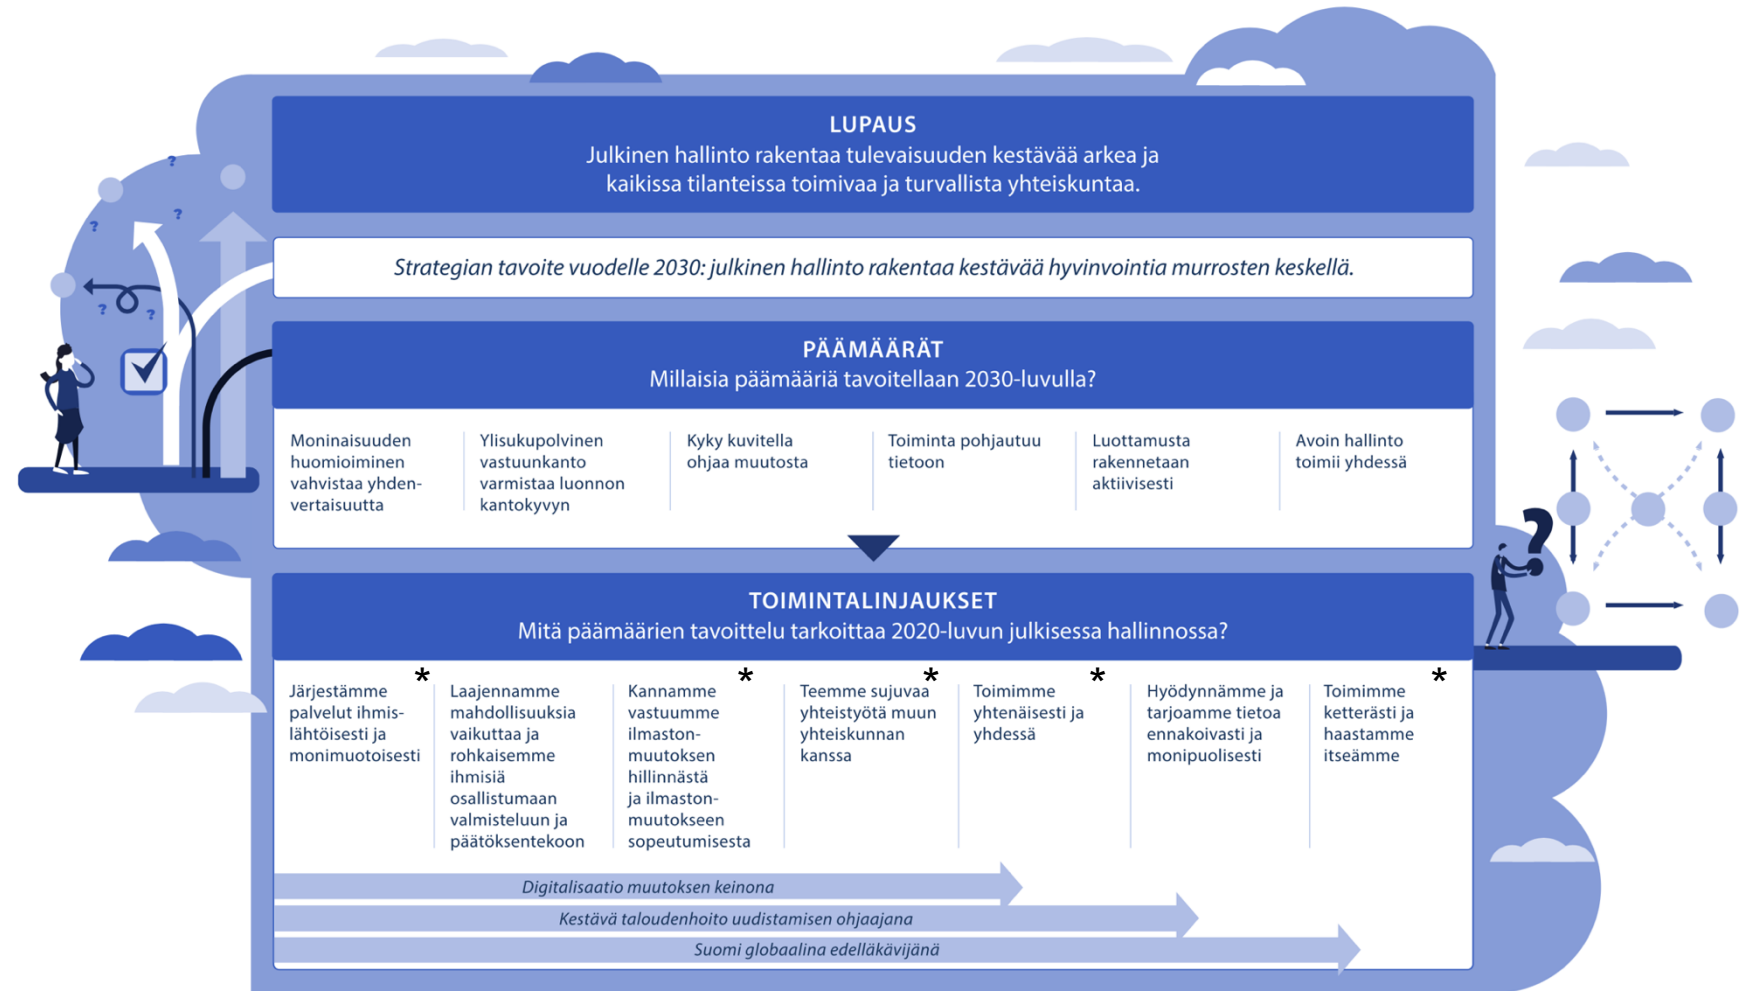 LUPAUS
Julkinen hallinto rakentaa tulevaisuuden kestävää arkea ja
kaikissa tilanteissa toimivaa ja turvallista yhteiskuntaa.
Strategian tavoite vuodelle 2030: julkinen hallinto rakentaa kestävää hyvinvointia murrosten keskellä.
PÄÄMÄÄRÄT
Millaisia päämääriä tavoitellaan 2030-luvulla?
Moninaisuuden
huomioiminen
vahvistaa yhden-
vertaisuutta
Ylisukupolvinen
vastuunkanto
varmistaa luonnon
kantokyvyn
Kyky kuvitella
ohjaa muutosta
Toiminta pohjautuu
tietoon
Luottamusta
rakennetaan
aktiivisesti
Avoin hallinto
toimii yhdessä
TOIMINTALINJAUKSET
Mitä päämäärien tavoittelu tarkoittaa 2020-luvun julkisessa hallinnossa?
*
Järjestämme
palvelut ihmis-
lähtöisesti ja
monimuotoisesti
Laajennamme
mahdollisuuksia
vaikuttaa ja
rohkaisemme
ihmisiä
osallistumaan
valmisteluun ja
päätöksentekoon
*
Kannamme
vastuumme
ilmaston-
muutoksen
hillinnästä
ja ilmaston-
muutokseen
sopeutumisesta
*
Teemme sujuvaa
yhteistyötä muun
yhteiskunnan
kanssa
*
Toimimme
yhtenäisesti ja
yhdessä
Hyödynnämme ja
tarjoamme tietoa
ennakoivasti ja
monipuolisesti
*
Toimimme
ketterästi ja
haastamme
itseämme
Digitalisaatio muutoksen keinona
Kestävä taloudenhoito uudistamisen ohjaajana
Suomi globaalina edelläkävijänä
?
?
?
?
?
?